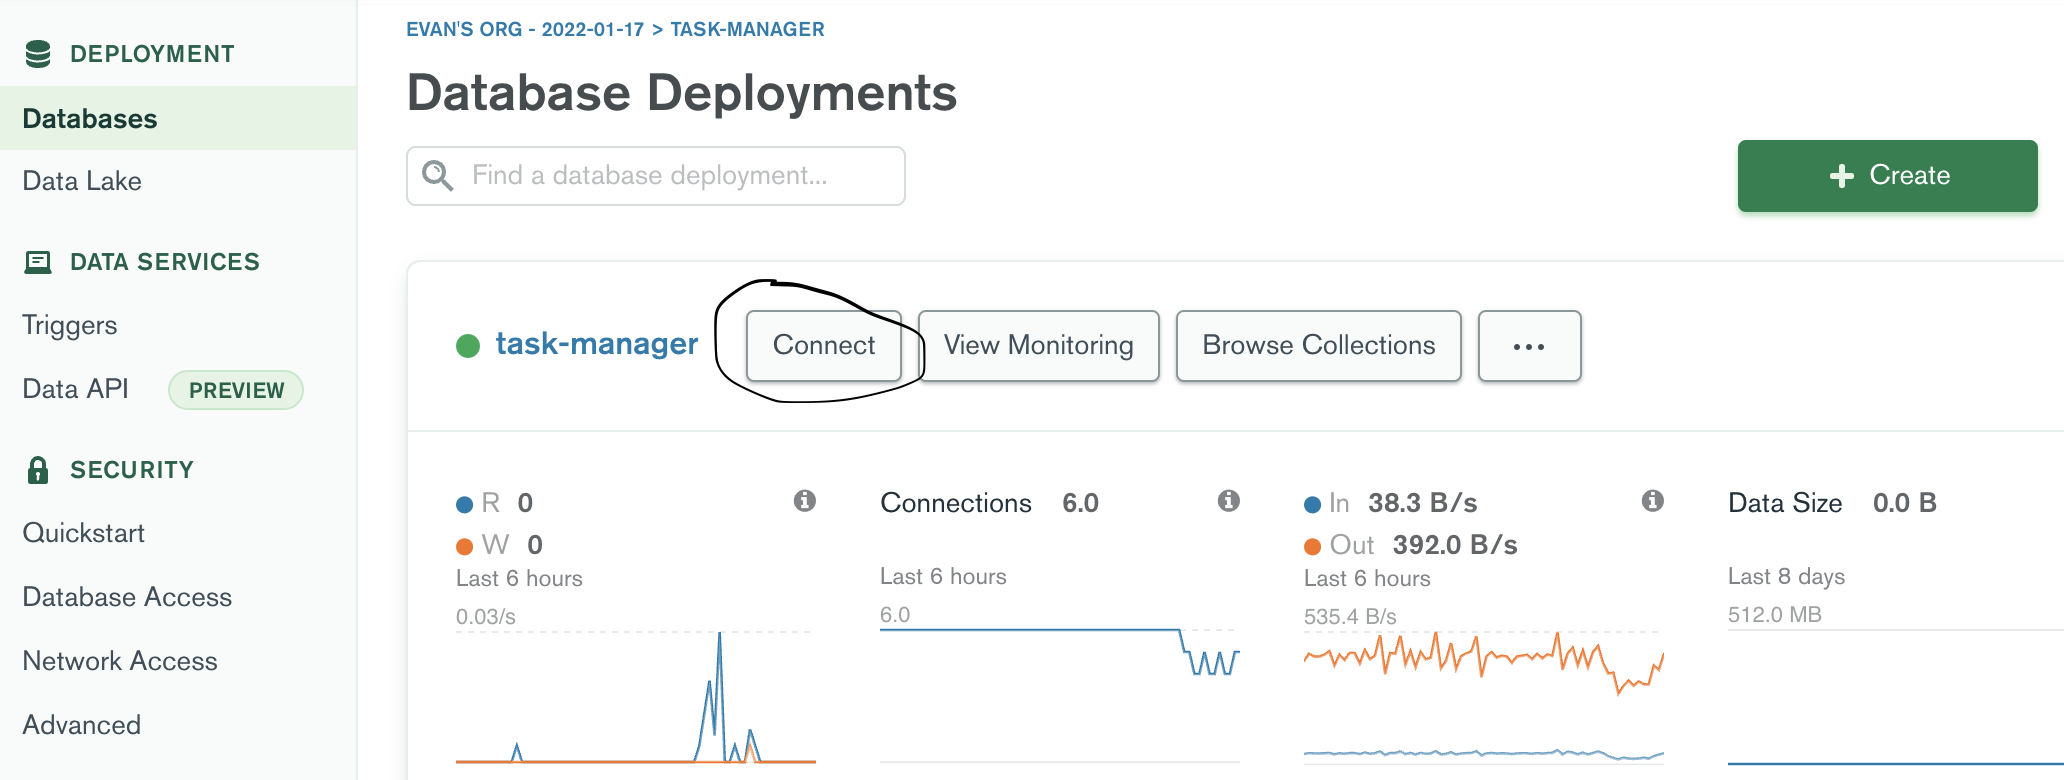 DEPLOYMENT
Databases
Data Lake
DATA SERVICES
Triggers
Data API PREVIEW
SECURITY
Quickstart
Database Access
Network Access
Advanced
EVAN'S ORG - 2022-01-17 > TASK-MANAGER
Database Deployments
Find a database deployment...
+ Create
task-manager Connect View Monitoring Browse Collections ...
R 0
W 0
Last 6 hours
0.03/s
Connections 6.0
Last 6 hours
6.0
In 38.3 B/s
Out 392.0 B/s
Last 6 hours
535.4 B/s
Data Size 0.0 B
Last 8 days
512.0 MB